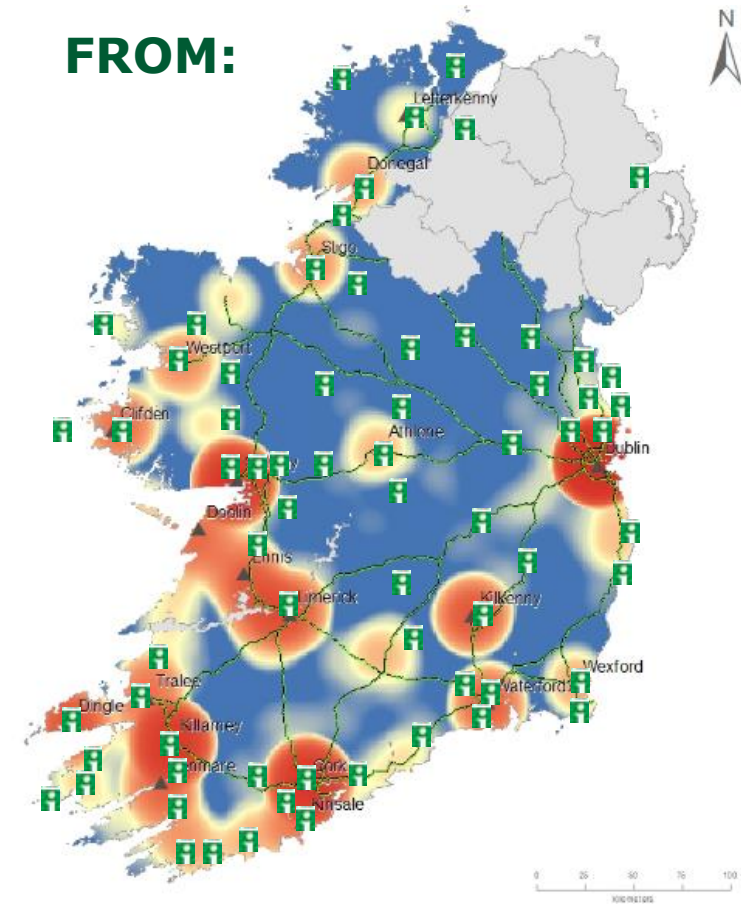 FROM:
N
Letterkenny
Donegal
Sligo
Westport
Clifden
Athlone
Dublin
Doolin
Ennis
Limerick
Kilkenny
Wexford
Waterford
Tralee
Dingle
Killarney
Cork
Kinsale
0 25 50 75 100
Kilometers